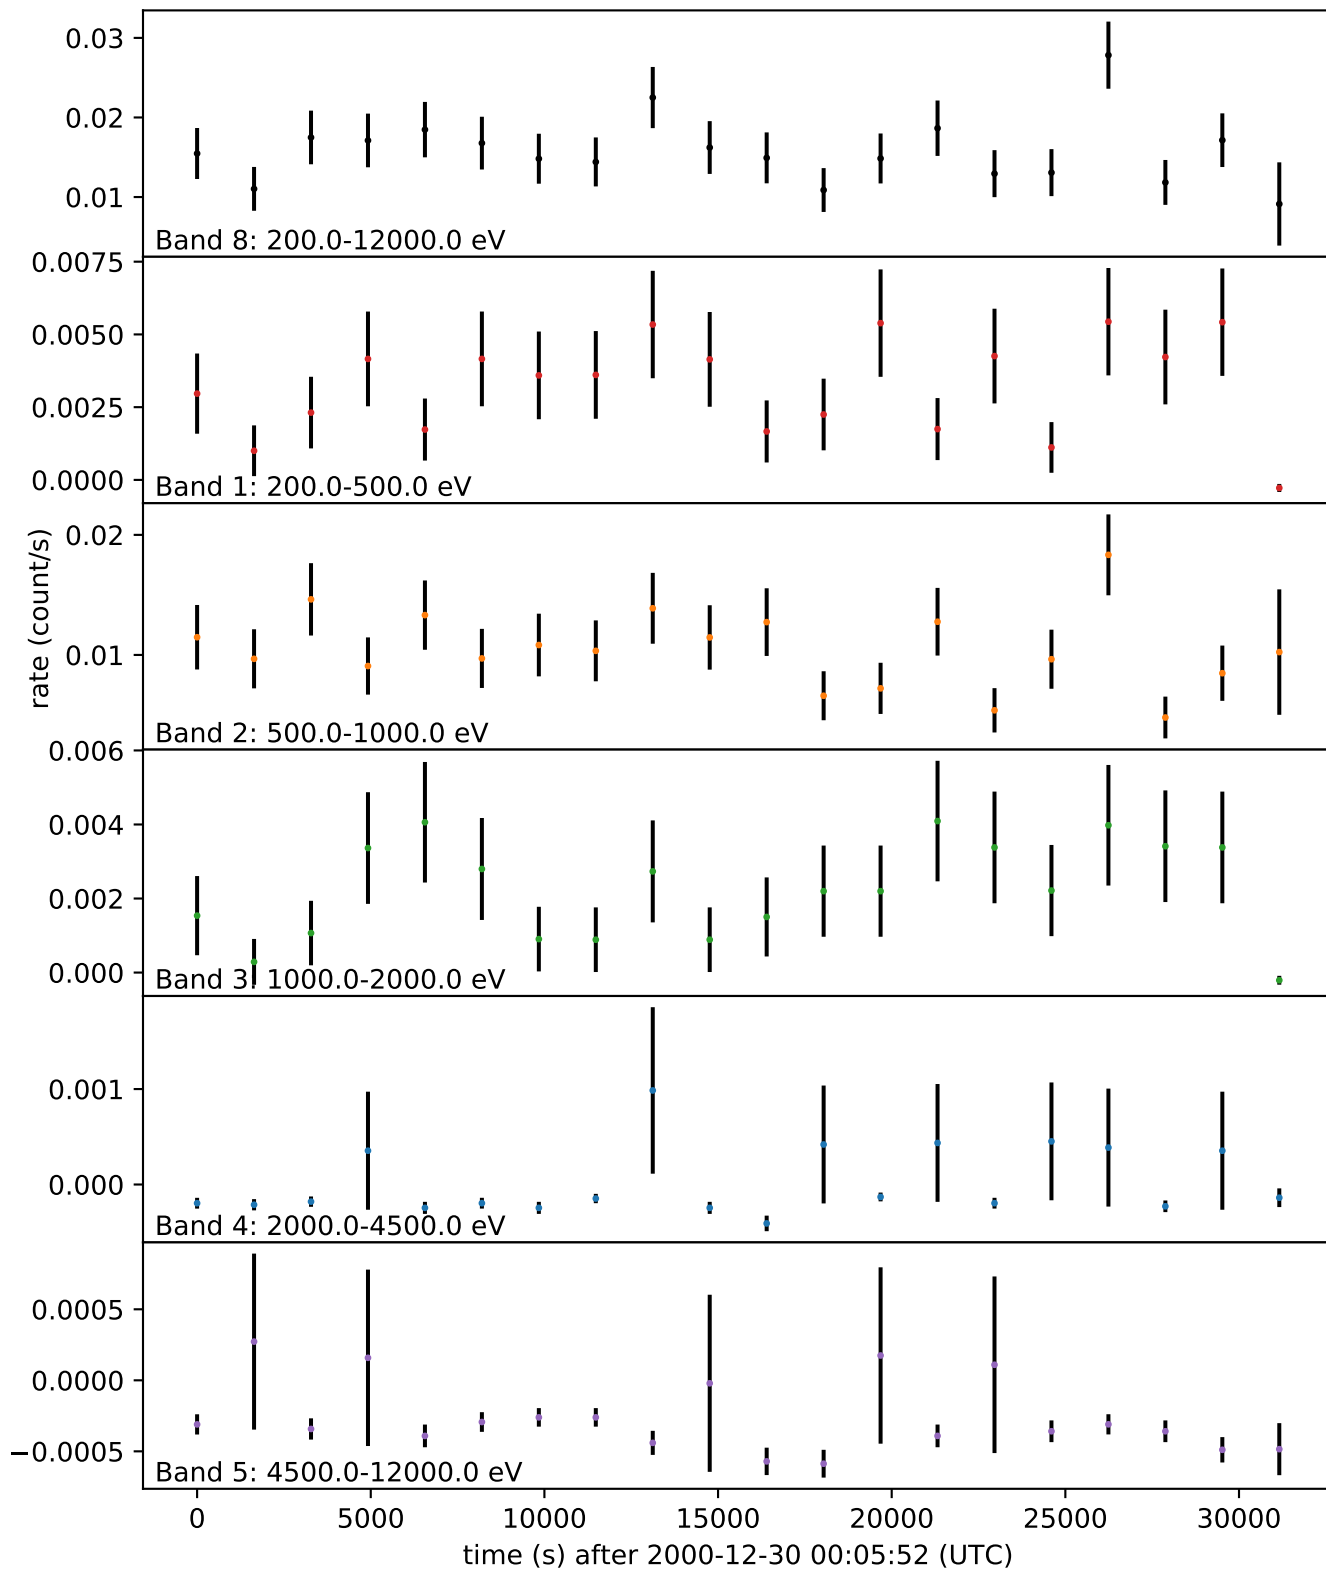 0.03
0.02
0.01
Band 8: 200.0-12000.0 eV
0.0075
0.0050
0.0025
0.0000
Band 1: 200.0-500.0 eV
rate (count/s)
0.02
0.01
Band 2: 500.0-1000.0 eV
0.006
0.004
0.002
0.000
Band 3: 1000.0-2000.0 eV
0.001
0.000
Band 4: 2000.0-4500.0 eV
0.0005
0.0000
−0.0005
Band 5: 4500.0-12000.0 eV
0 5000 10000 15000 20000 25000 30000
time (s) after 2000-12-30 00:05:52 (UTC)